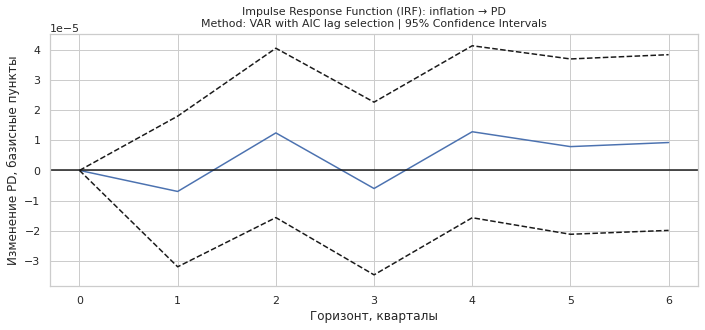 Impulse Response Function (IRF): inflation → PD
Method: VAR with AIC lag selection | 95% Confidence Intervals
1e−5
4
3
2
1
0
−1
−2
−3
Изменение PD, базисные пункты
0 1 2 3 4 5 6
Горизонт, кварталы